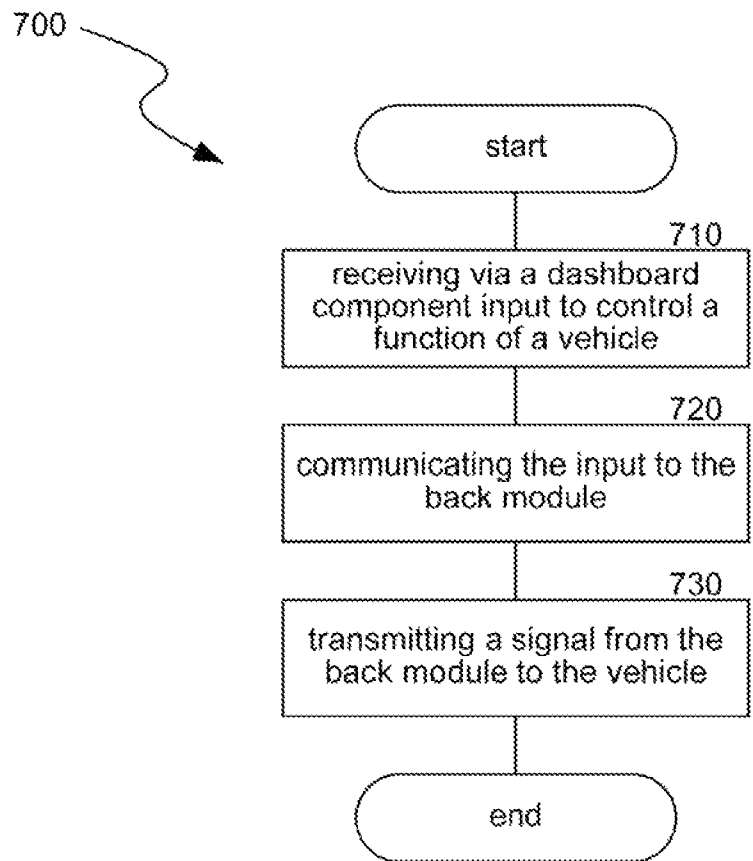 700
start
710
receiving via a dashboard
component input to control a
function of a vehicle
720
communicating the input to the
back module
730
transmitting a signal from the
back module to the vehicle
end